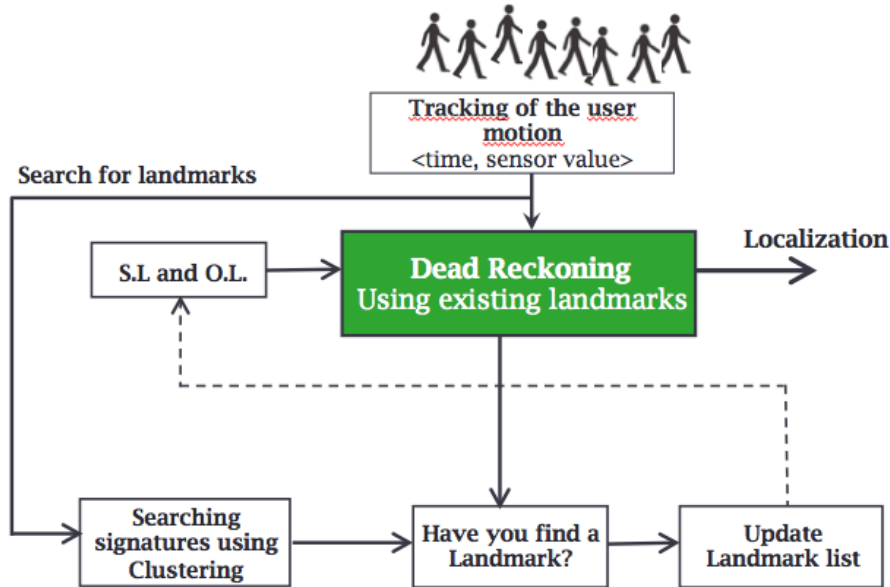 Tracking of the user
motion
<time, sensor value>
Search for landmarks
Localization
S.L and O.L.
Dead Reckoning
Using existing landmarks
Searching
signatures using
Clustering
Have you find a
Landmark?
Update
Landmark list